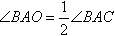 ∠BAO = 1/2 ∠BAC